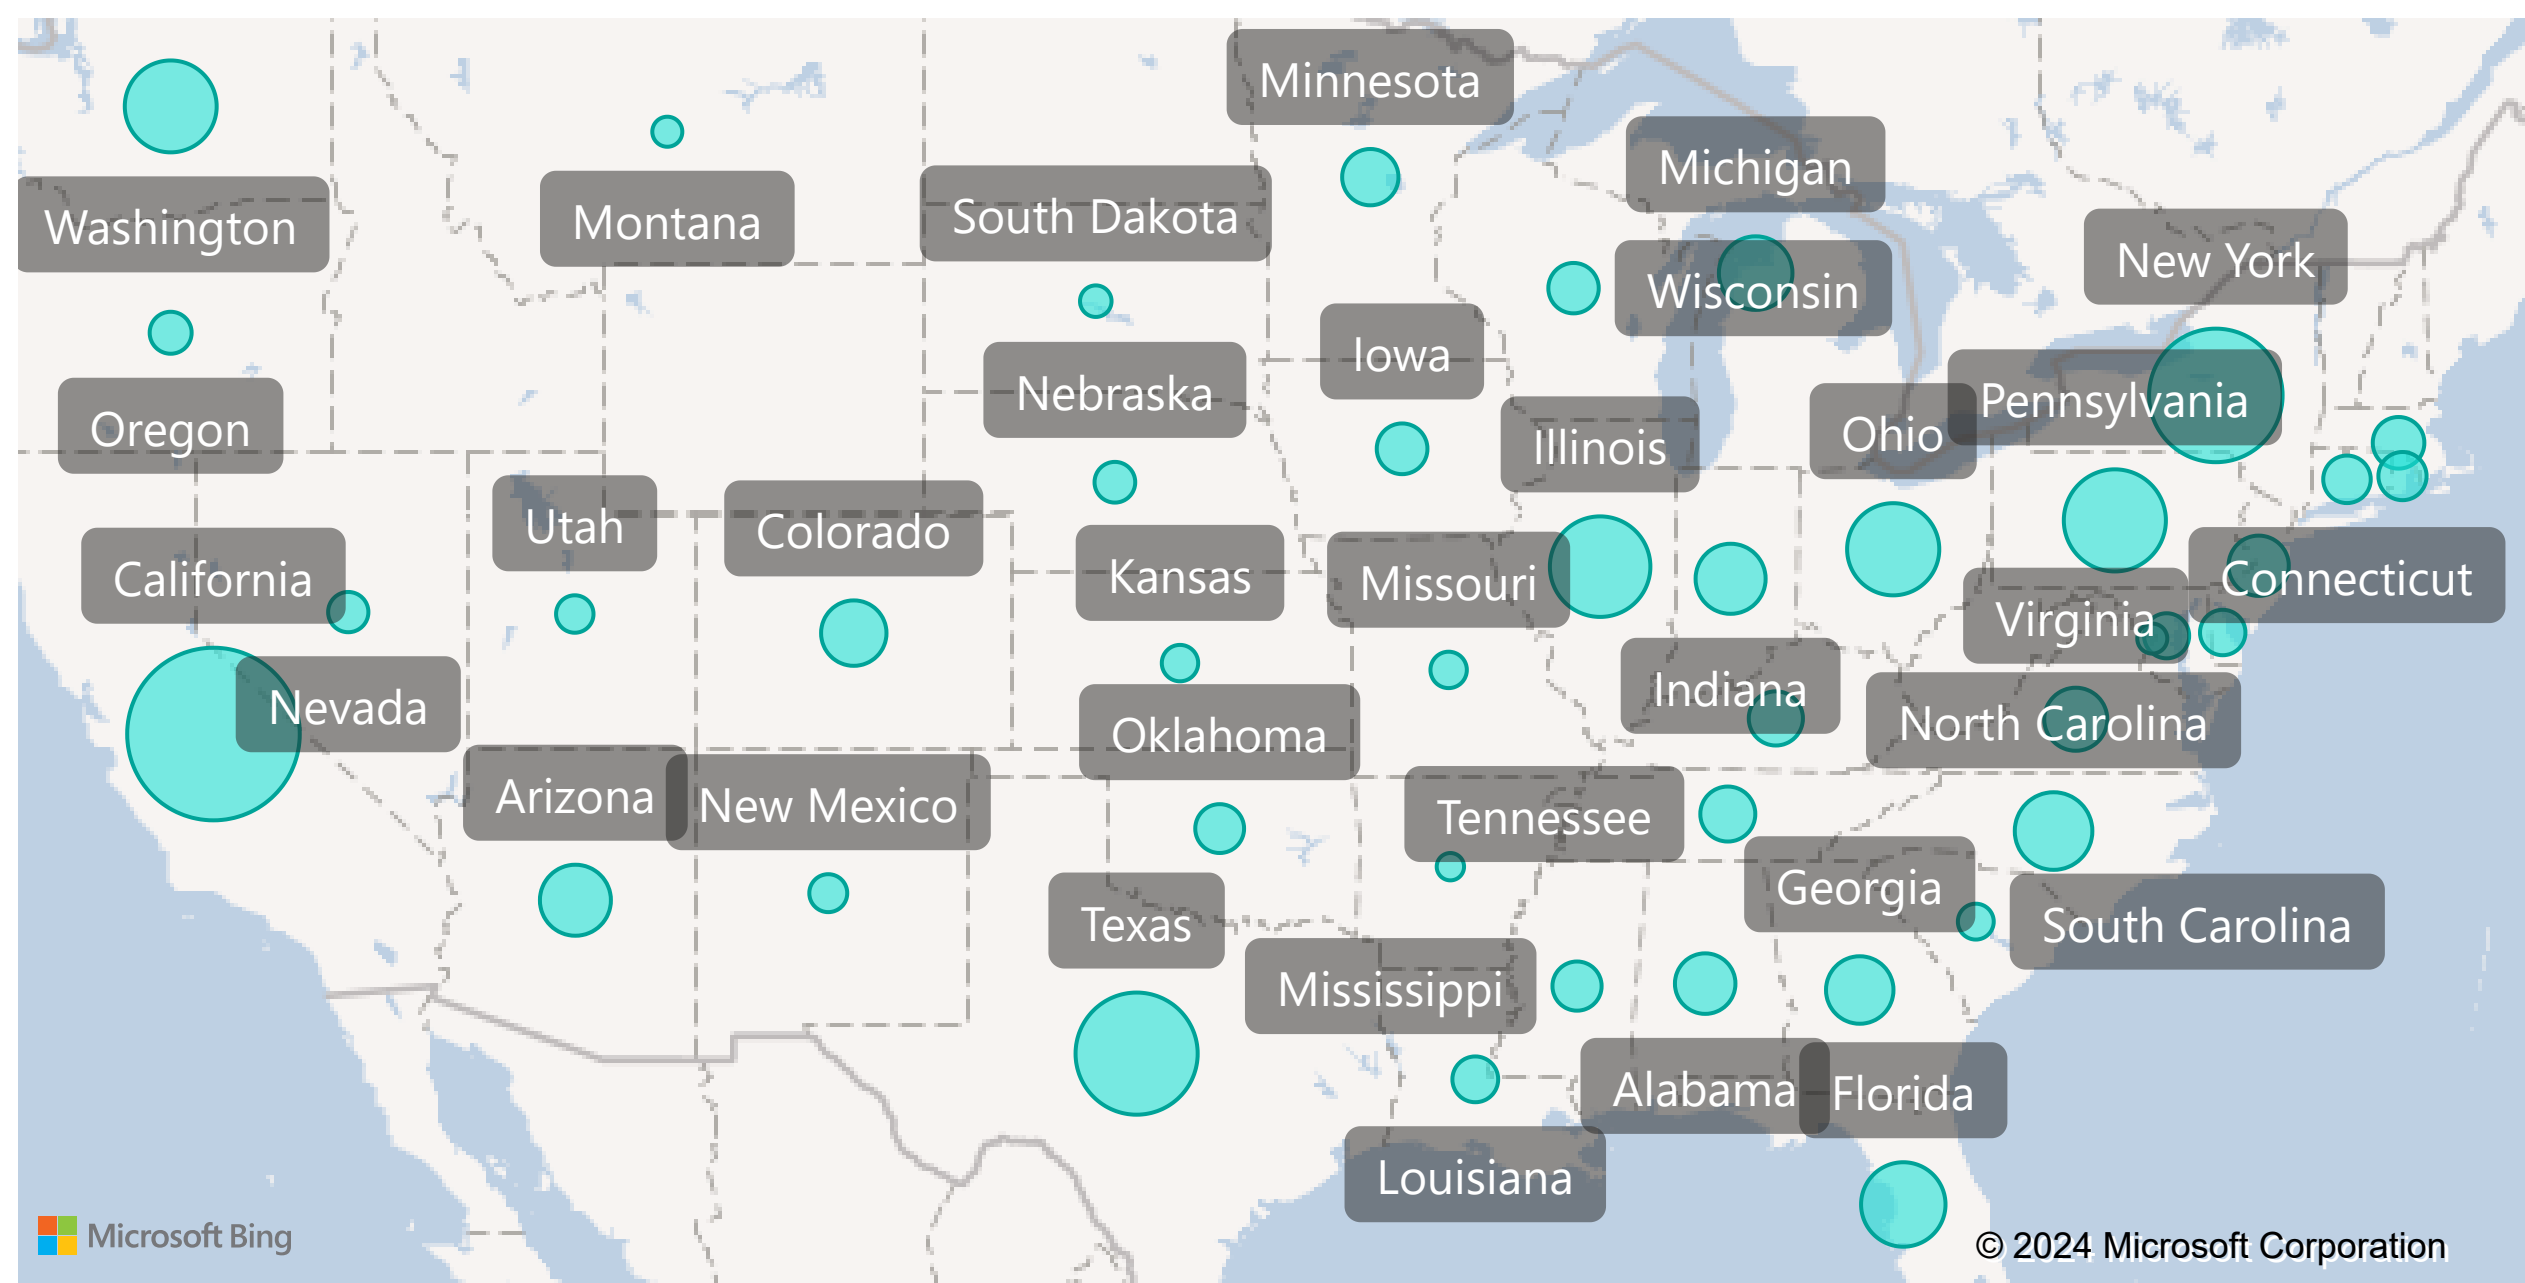 Minnesota
Michigan
Washington
Montana
South Dakota
New York
Wisconsin
Iowa
Nebraska
Pennsylvania
Oregon
Illinois
Ohio
Utah
Colorado
California
Kansas
Missouri
Connecticut
Virginia
Nevada
Indiana
North Carolina
Oklahoma
Arizona
New Mexico
Tennessee
Georgia
Texas
South Carolina
Mississippi
Alabama
Florida
Louisiana
Microsoft Bing
© 2024 Microsoft Corporation